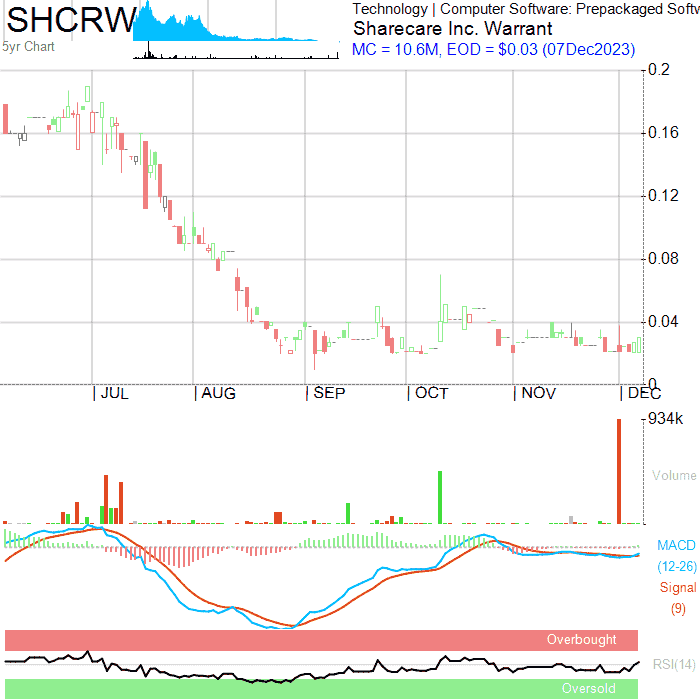 SHCRW
5yr Chart
Technology | Computer Software: Prepackaged Softw
Sharecare Inc. Warrant
MC = 10.6M, EOD = $0.03 (07Dec2023)
0.2
0.16
0.12
0.08
0.04
0
JUL AUG SEP OCT NOV DEC
934k
Volume
MACD
(12-26)
Signal
(9)
Overbought
RSI(14)
Oversold